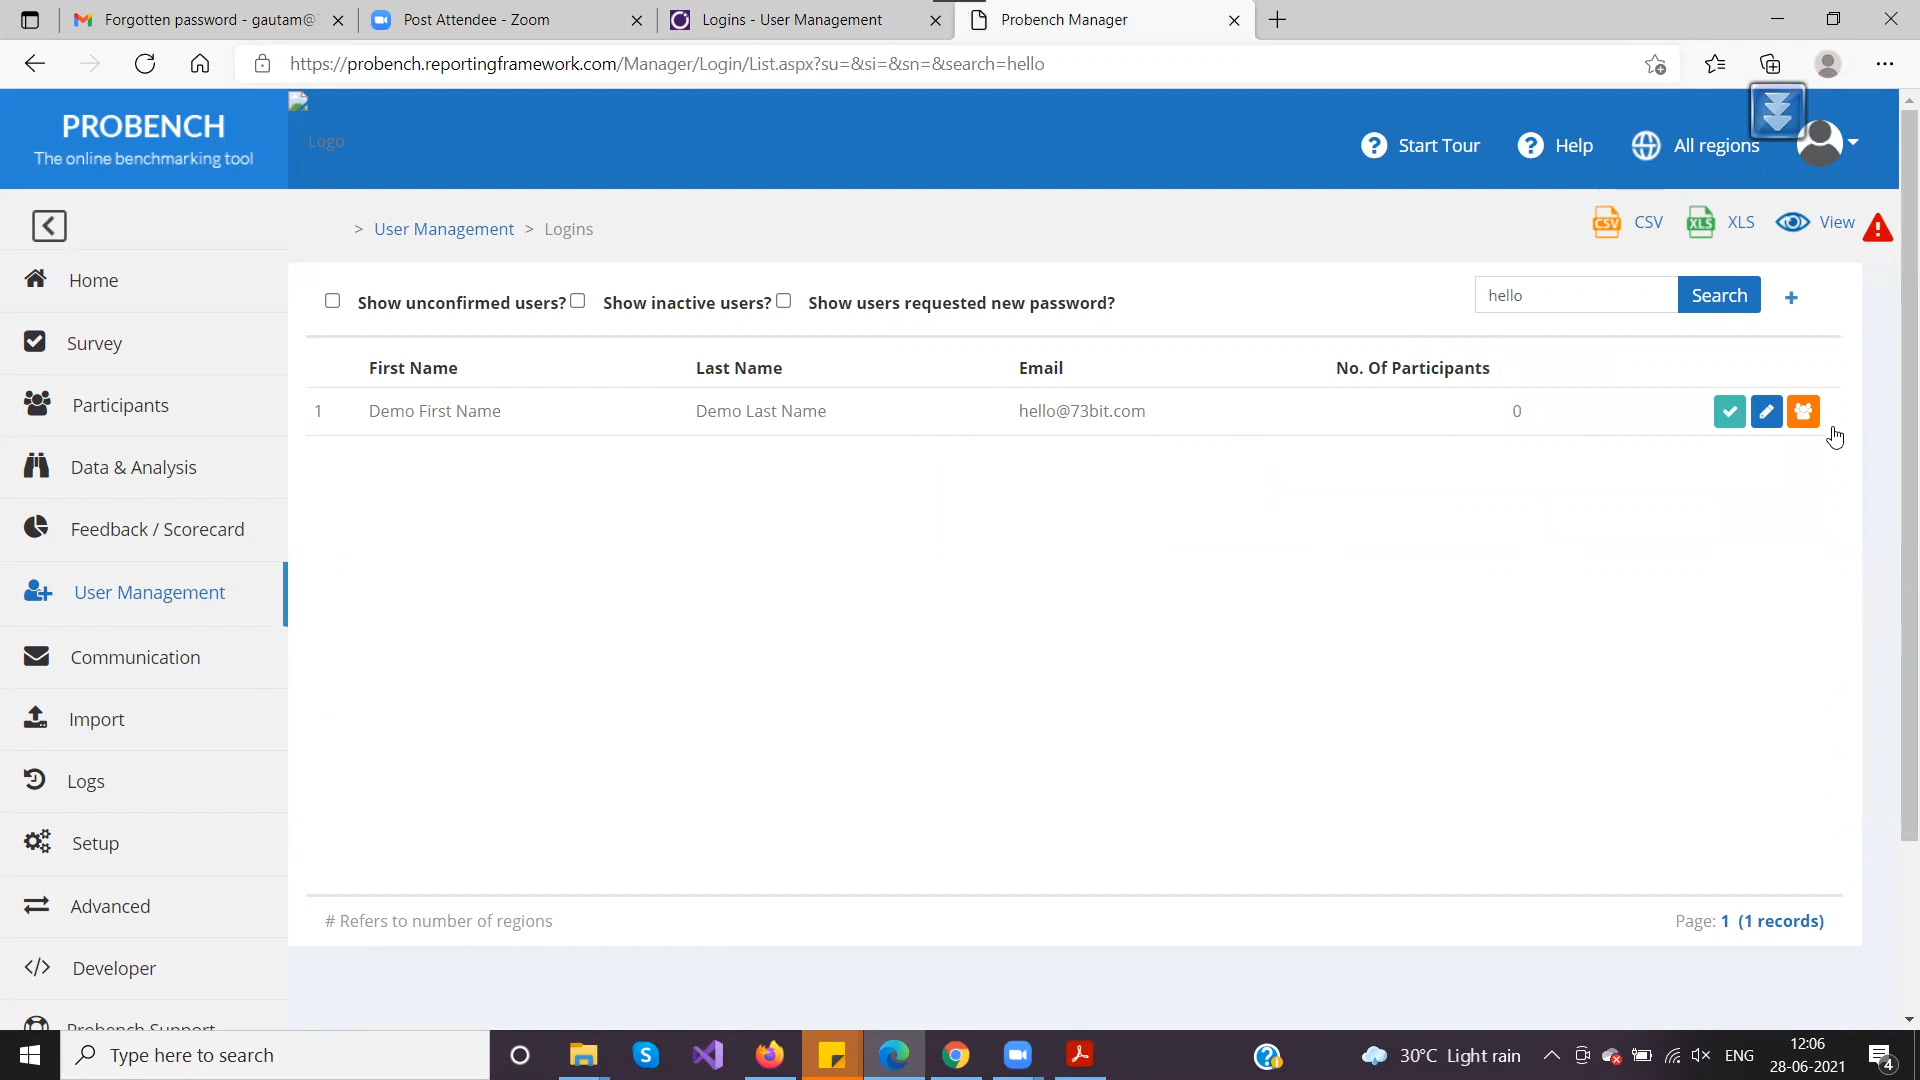 Forgotten password - gautam@
Post Attendee - Zoom
Logins - User Management
Probench Manager
https://probench.reportingframework.com/Manager/Login/List.aspx?su=&si=&sn=&search=hello
PROBENCH
The online benchmarking tool
Logo
Start Tour
Help
All regions
> User Management > Logins
CSV
CSV
XLS
XLS
View
Home
Survey
Participants
Data & Analysis
Feedback / Scorecard
User Management
Communication
Import
Logs
Setup
Advanced
Developer
Probench Support
Show unconfirmed users? Show inactive users? Show users requested new password?
hello
Search
First Name Last Name Email No. Of Participants
1 Demo First Name Demo Last Name hello@73bit.com 0
# Refers to number of regions
Page: 1 (1 records)
Type here to search
30°C Light rain
ENG
12:06
28-06-2021
4